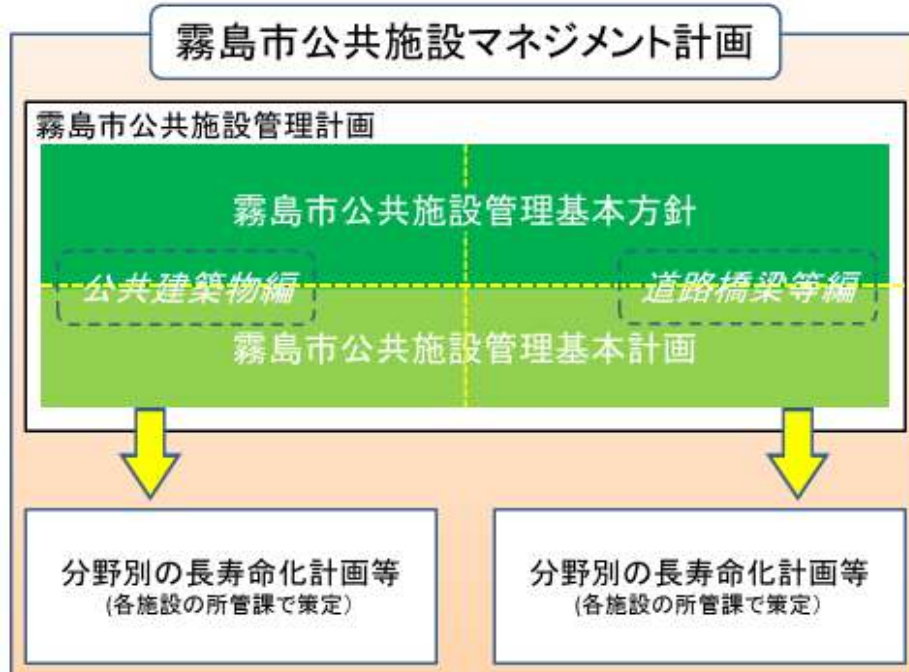 霧島市公共施設マネジメント計画
霧島市公共施設管理計画
霧島市公共施設管理基本方針
公共建築物編
道路橋梁等編
霧島市公共施設管理基本計画
分野別の長寿命化計画等
(各施設の所管課で策定)
分野別の長寿命化計画等
(各施設の所管課で策定)